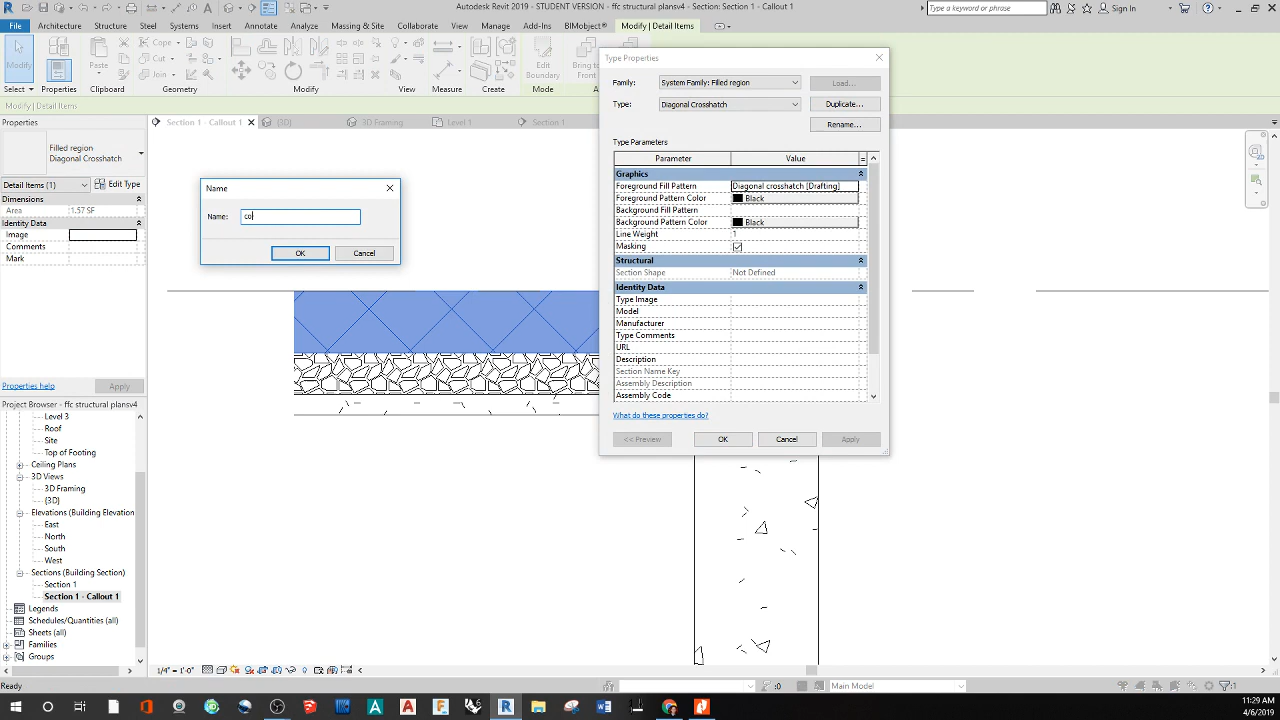 Autodesk Revit 2019 - STUDENT VERSION - ffc structural plansv4 - Section: Section 1 - Callout 1
Type a keyword or phrase
Sign In
File Architecture Structure Steel Systems Insert Annotate Analyze Massing & Site Collaborate View Manage Add-Ins BIMobject® Modify | Detail Items
Modify Properties Paste Cope Cut Join Edit Boundary Bring to Front
Select Properties Clipboard Geometry Modify View Measure Create Mode
Modify | Detail Items
Properties
Section 1 - Callout 1 {3D} 3D Framing Level 1 Section 1
Filled region
Diagonal Crosshatch
Detail Items (1) Edit Type
Dimensions
Area 1.57 SF
Identity Data
Image
Comments
Mark
Properties help Apply
Project Browser - ffc structural plansv4
Level 3
Roof
Site
Top of Footing
Ceiling Plans
3D Views
3D Framing
{3D}
Elevations (Building Elevation
East
North
South
West
Sections (Building Section)
Section 1
Section 1 - Callout 1
Legends
Schedules/Quantities (all)
Sheets (all)
Families
Groups
Name
Name: co
OK Cancel
Type Properties
Family: System Family: Filled region Load...
Type: Diagonal Crosshatch Duplicate...
Rename...
Type Parameters
Parameter Value =
Graphics
Foreground Fill Pattern Diagonal crosshatch [Drafting]
Foreground Pattern Color Black
Background Fill Pattern
Background Pattern Color Black
Line Weight 1
Masking
Structural
Section Shape Not Defined
Identity Data
Type Image
Model
Manufacturer
Type Comments
URL
Description
Section Name Key
Assembly Description
Assembly Code
What do these properties do?
<< Preview OK Cancel Apply
1/4" = 1'-0"
Ready
:0 Main Model :1
11:29 AM
4/6/2019